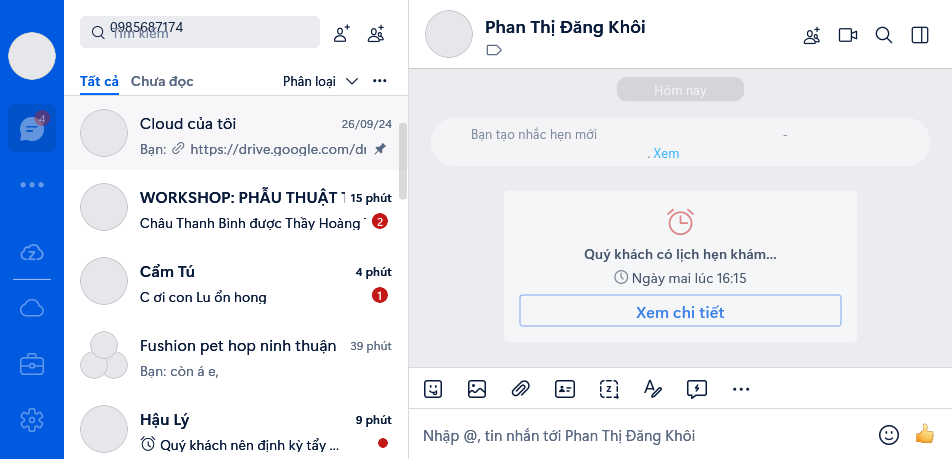 0985687174
Tìm kiếm
4
Tất cả Chưa đọc Phân loại
Cloud của tôi 26/09/24
Bạn: https://drive.google.com/dr
WORKSHOP: PHẪU THUẬT T 15 phút
Châu Thanh Bình được Thầy Hoàng T 2
Cẩm Tú 4 phút
C ơi con Lu ổn hong 1
Fushion pet hop ninh thuận 39 phút
Bạn: còn á e,
Hậu Lý 9 phút
Quý khách nên định kỳ tẩy ...
Phan Thị Đăng Khôi
Hôm nay
Bạn tạo nhắc hẹn mới -
. Xem
Quý khách có lịch hẹn khám...
Ngày mai lúc 16:15
Xem chi tiết
Nhập @, tin nhắn tới Phan Thị Đăng Khôi